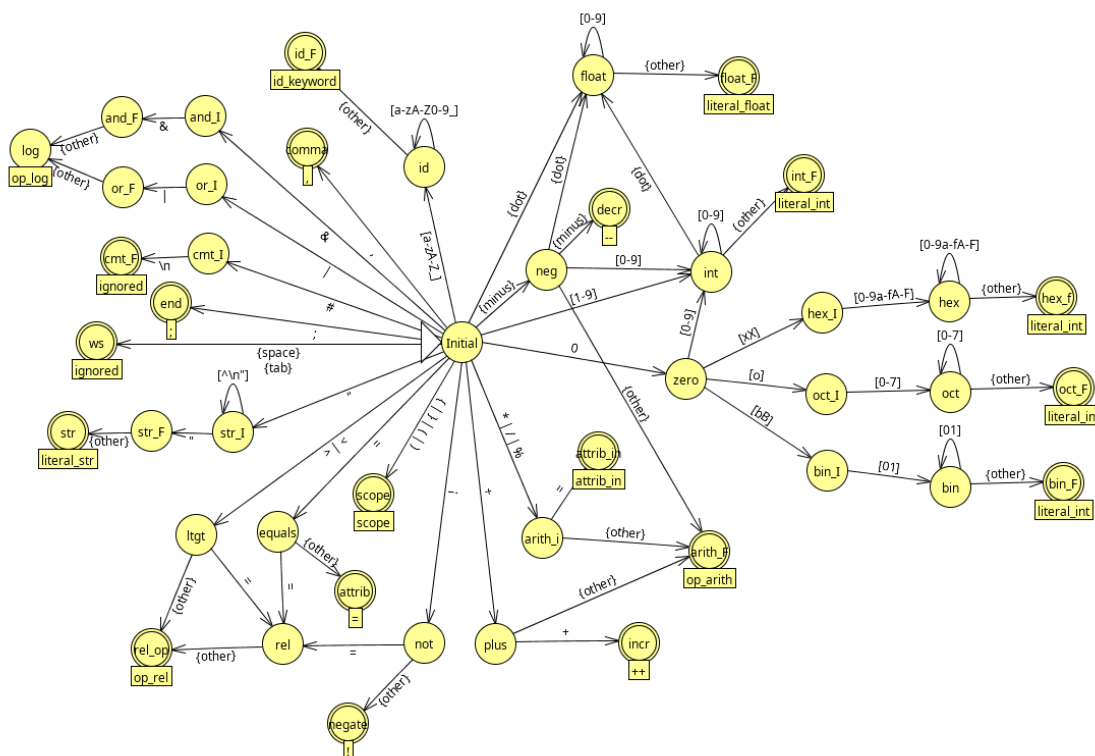 [0-9]
float
{other}
float_F
literal_float
id_F
id_keyword
{other}
[a-zA-Z0-9_]
id
and_F
&
and_I
log
op_log
{other}
{other}
or_F
|
or_I
comma
,
{dot}
{dot}
{dot}
int_F
literal_int
{other}
[0-9]
int
decr
--
{minus}
neg
[0-9]
[a-zA-Z_]
&
,
|
cmt_F
ignored
\n
cmt_I
#
end
;
;
{minus}
[1-9]
[0-9]
[0-9a-fA-F]
hex_I
[0-9a-fA-F]
hex
{other}
hex_f
literal_int
ws
ignored
{space}
{tab}
Initial
0
zero
[xX]
[o]
oct_I
[0-7]
[0-7]
oct
{other}
oct_F
literal_in
[bB]
{other}
[^\n"]
"
str
literal_str
{other}
str_F
"
str_I
[01]
bin_I
[01]
bin
{other}
bin_F
literal_int
> | <
=
{ | } | ( | )
* | / | %
attrib_in
attrib_in
=
scope
scope
!
+
ltgt
equals
{other}
arith_i
{other}
arith_F
op_arith
=
=
{other}
attrib
=
{other}
rel_op
op_rel
{other}
rel
=
not
plus
+
{other}
incr
++
{other}
negate
!